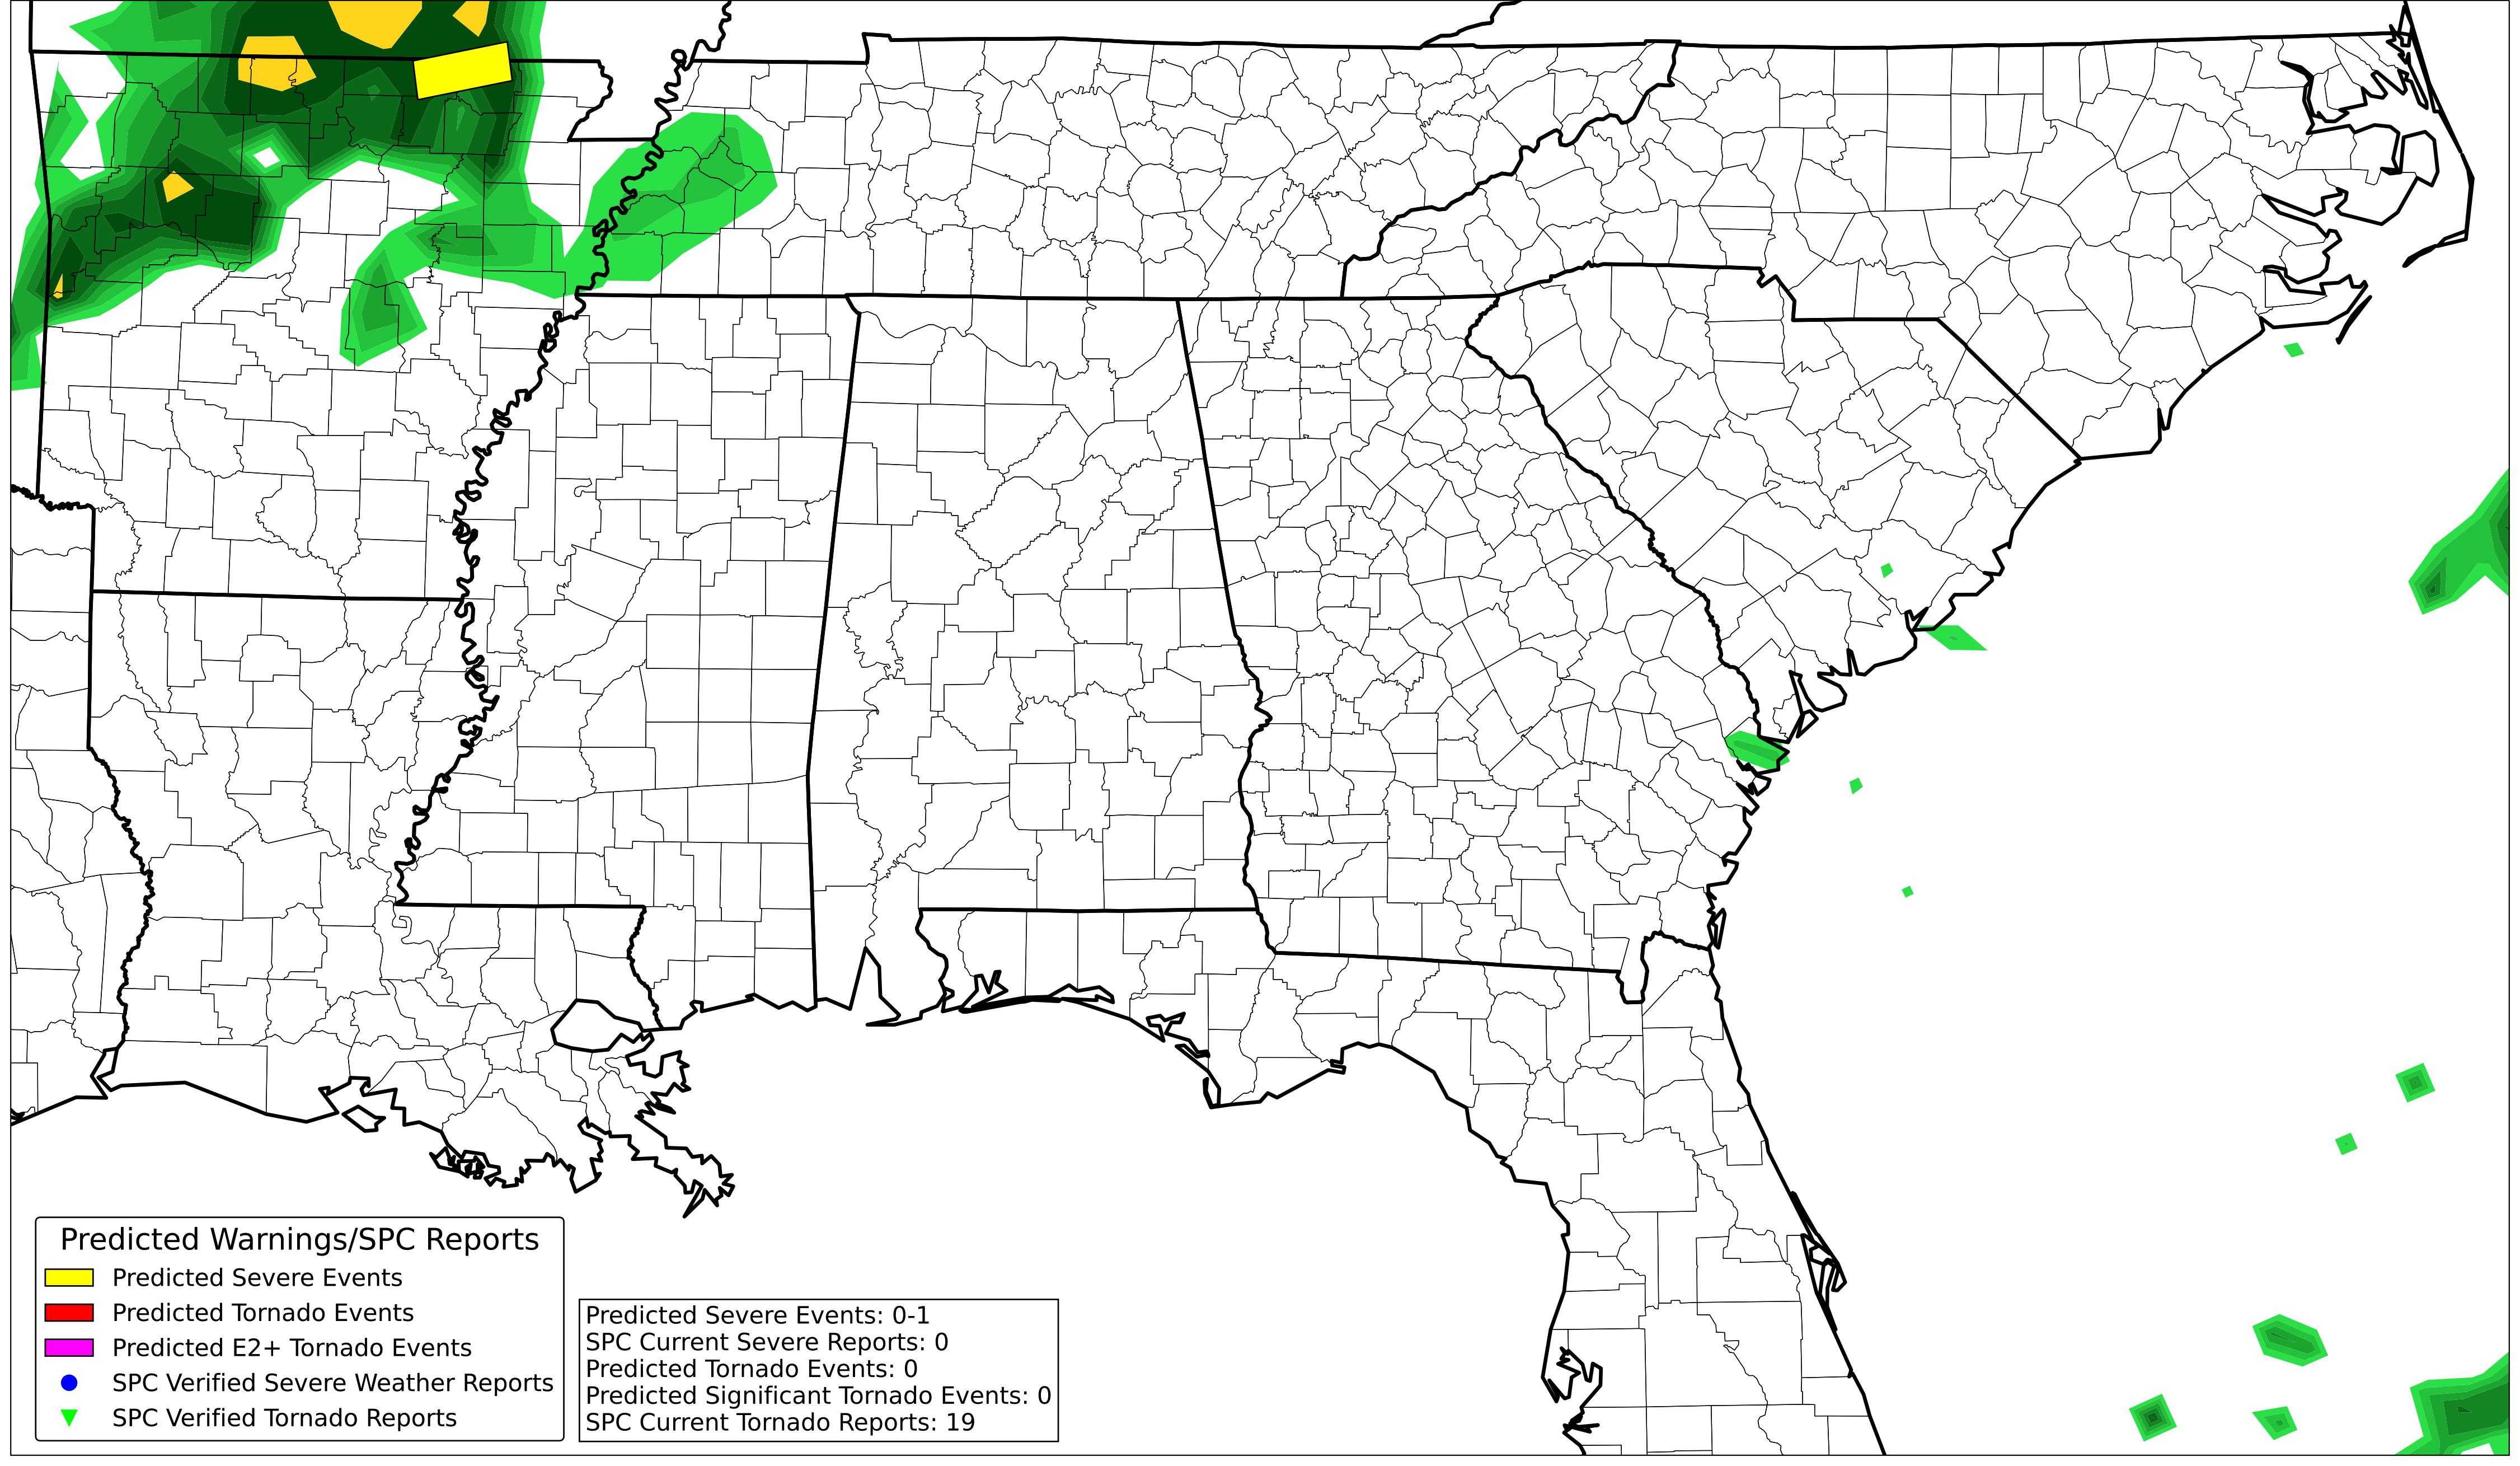 Predicted Warnings/SPC Reports
Predicted Severe Events
Predicted Tornado Events
Predicted E2+ Tornado Events
SPC Verified Severe Weather Reports
SPC Verified Tornado Reports
Predicted Severe Events: 0-1
SPC Current Severe Reports: 0
Predicted Tornado Events: 0
Predicted Significant Tornado Events: 0
SPC Current Tornado Reports: 19